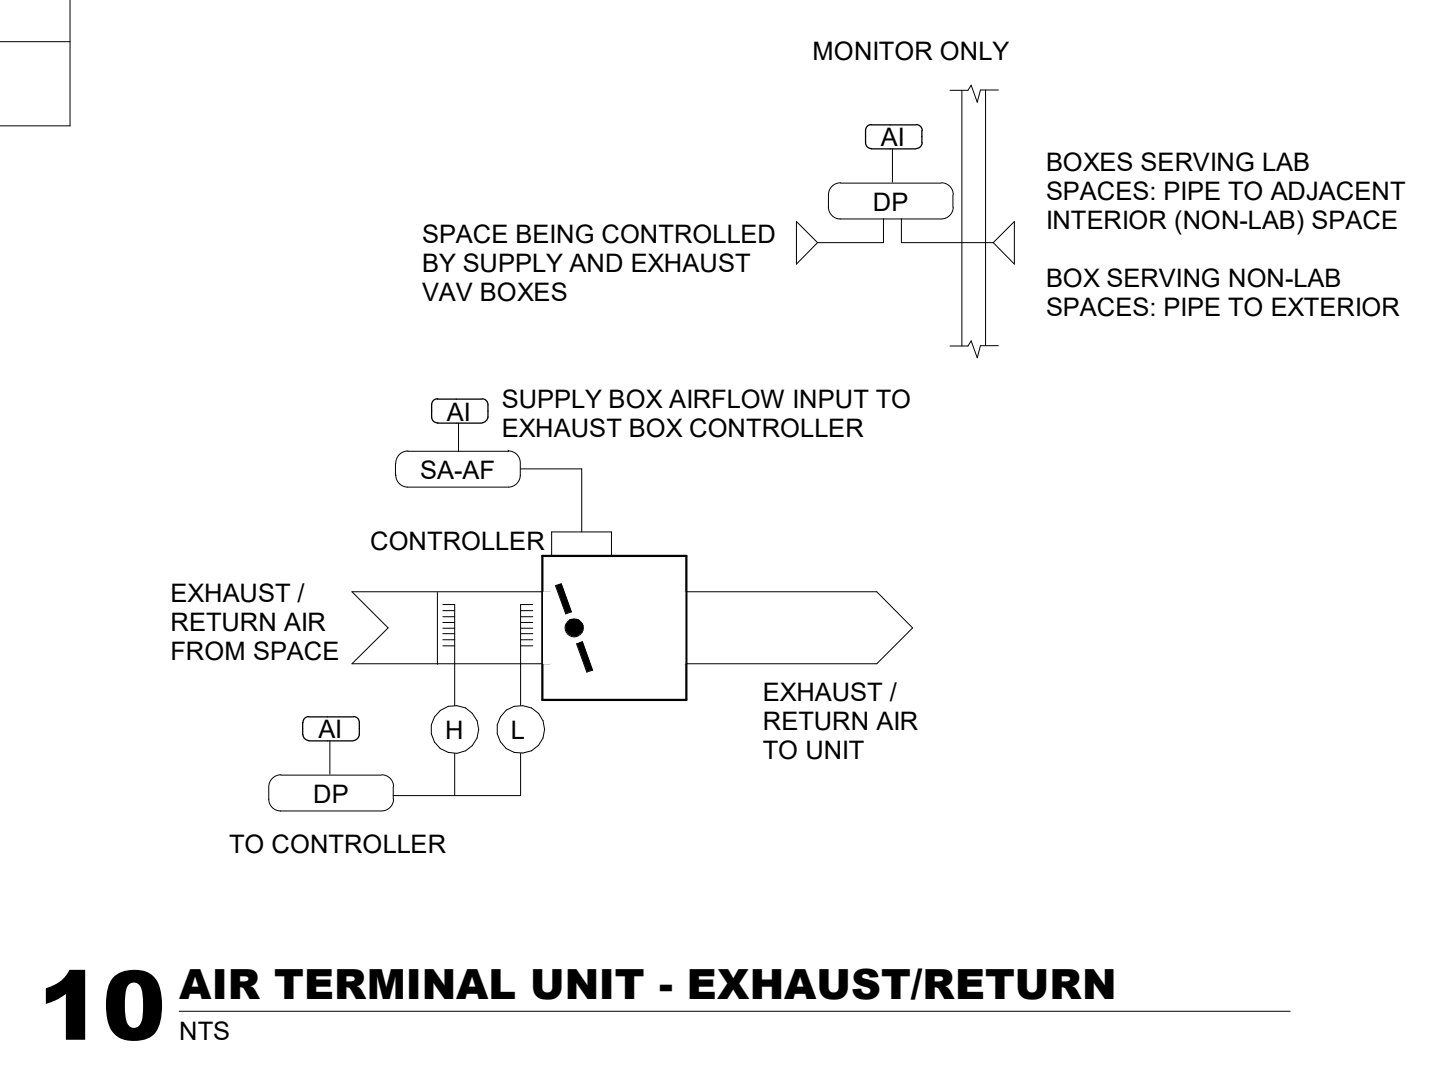 MONITOR ONLY
AI
DP
BOXES SERVING LAB
SPACES: PIPE TO ADJACENT
INTERIOR (NON-LAB) SPACE
BOX SERVING NON-LAB
SPACES: PIPE TO EXTERIOR
SPACE BEING CONTROLLED
BY SUPPLY AND EXHAUST
VAV BOXES
AI
SUPPLY BOX AIRFLOW INPUT TO
EXHAUST BOX CONTROLLER
SA-AF
CONTROLLER
EXHAUST /
RETURN AIR
FROM SPACE
EXHAUST /
RETURN AIR
TO UNIT
H
L
AI
DP
TO CONTROLLER
10 AIR TERMINAL UNIT - EXHAUST/RETURN
NTS